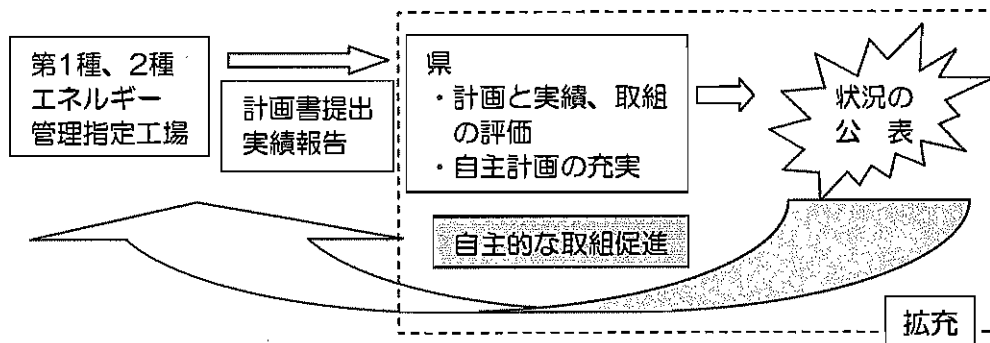 第1種、2種
エネルギー
管理指定工場
計画書提出
実績報告
県
・計画と実績、取組
の評価
・自主計画の充実
状況の
公　表
自主的な取組促進
拡充